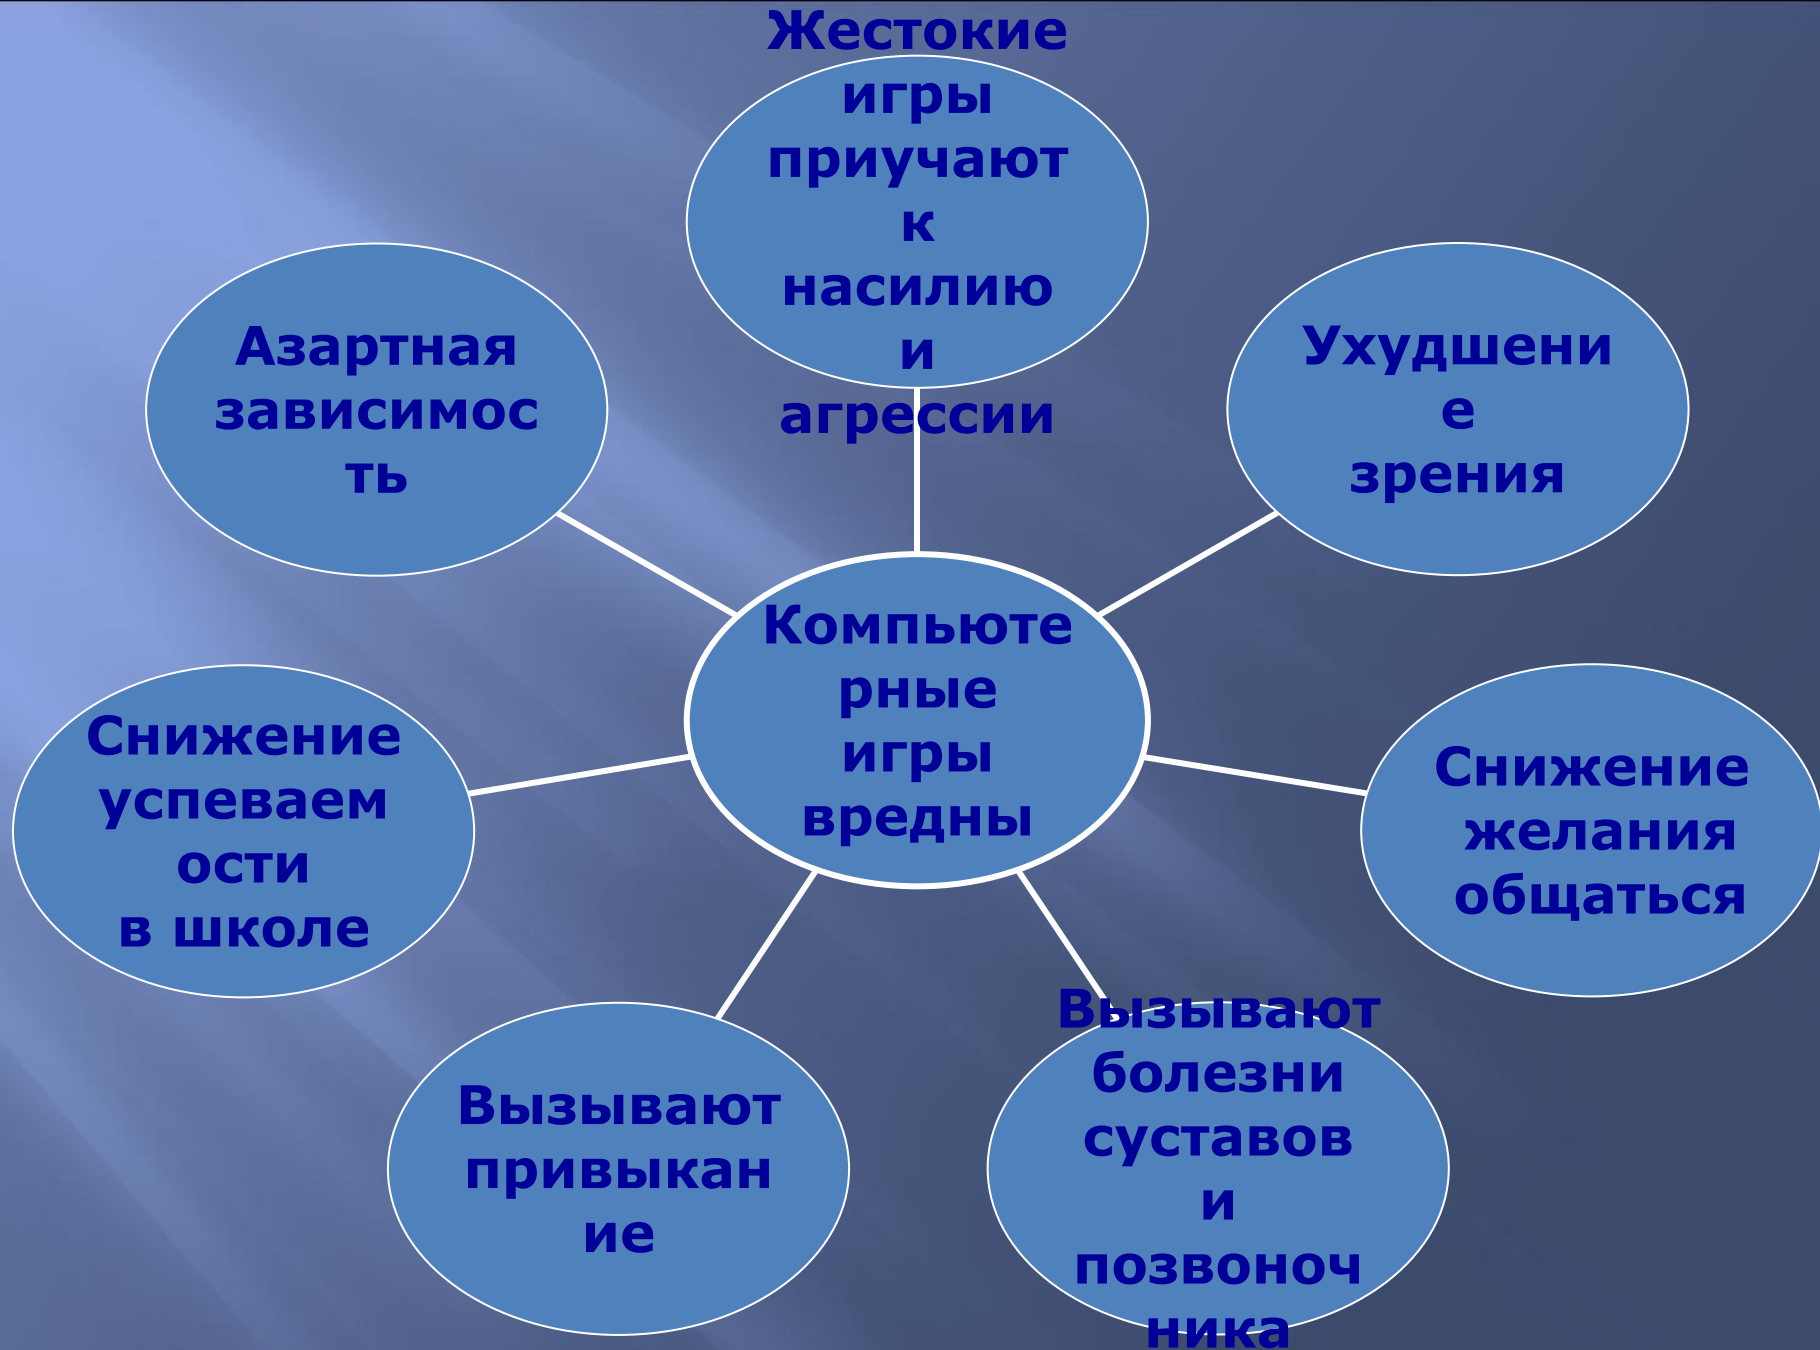 Жестокие
игры
приучают
к
насилию
и
агрессии
Ухудшени
е
зрения
Снижение
желания
общаться
Вызывают
болезни
суставов
и
позвоноч
ника
Вызывают
привыкан
ие
Снижение
успеваем
ости
в школе
Азартная
зависимос
ть
Компьюте
рные
игры
вредны